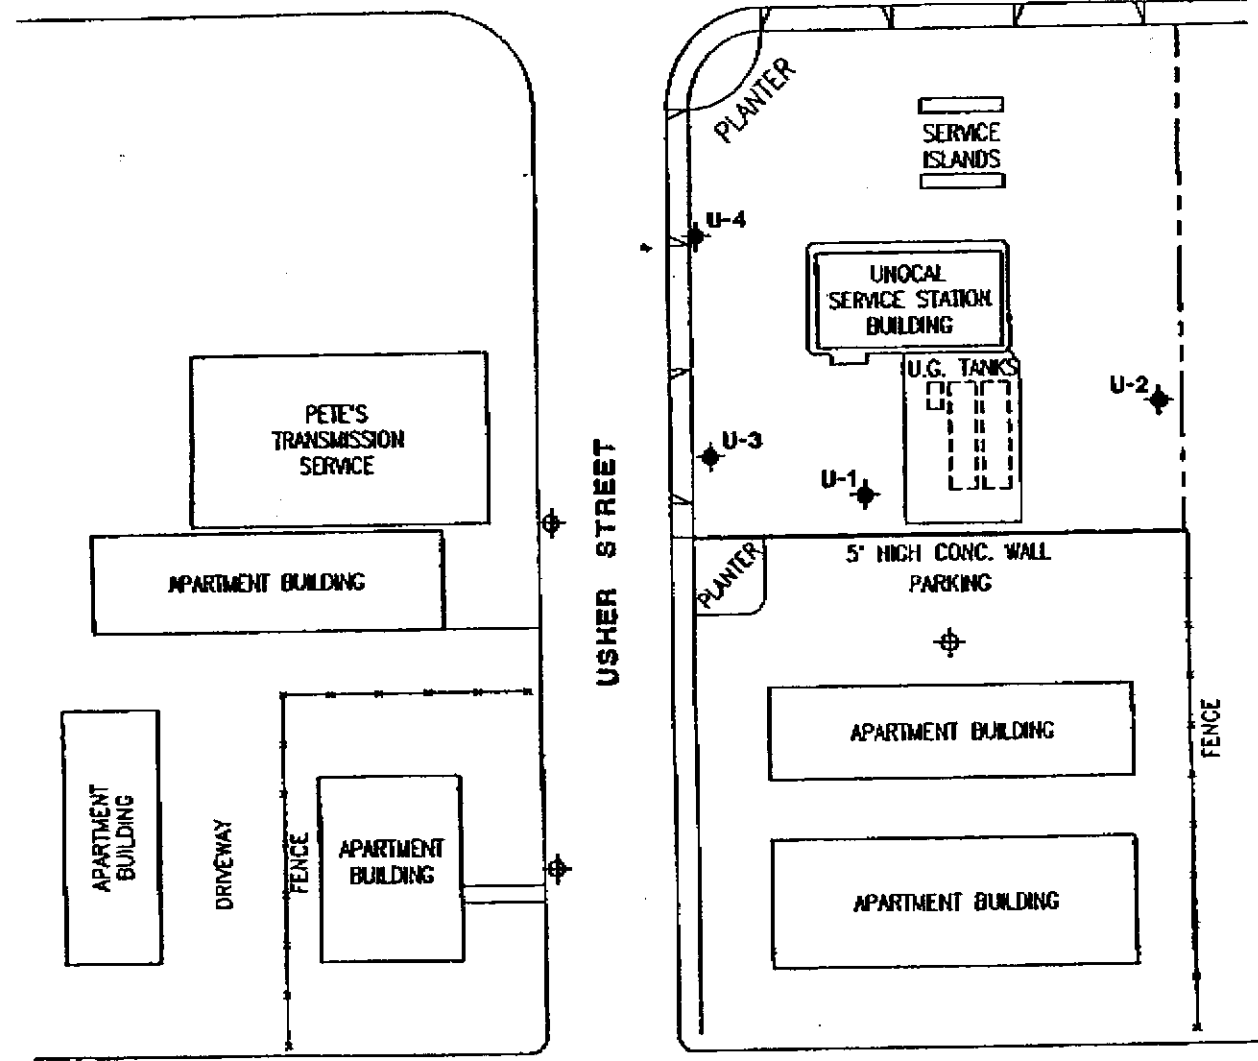 PLANTER
SERVICE
ISLANDS
U-4
UNOCAL
SERVICE STATION
BUILDING
U.G. TANKS
U-2
PETE'S
TRANSMISSION
SERVICE
U-3
U-1
USHER STREET
5' HIGH CONC. WALL
PARKING
PLANTER
APARTMENT BUILDING
APARTMENT BUILDING
FENCE
APARTMENT
BUILDING
DRIVEWAY
FENCE
APARTMENT
BUILDING
APARTMENT BUILDING